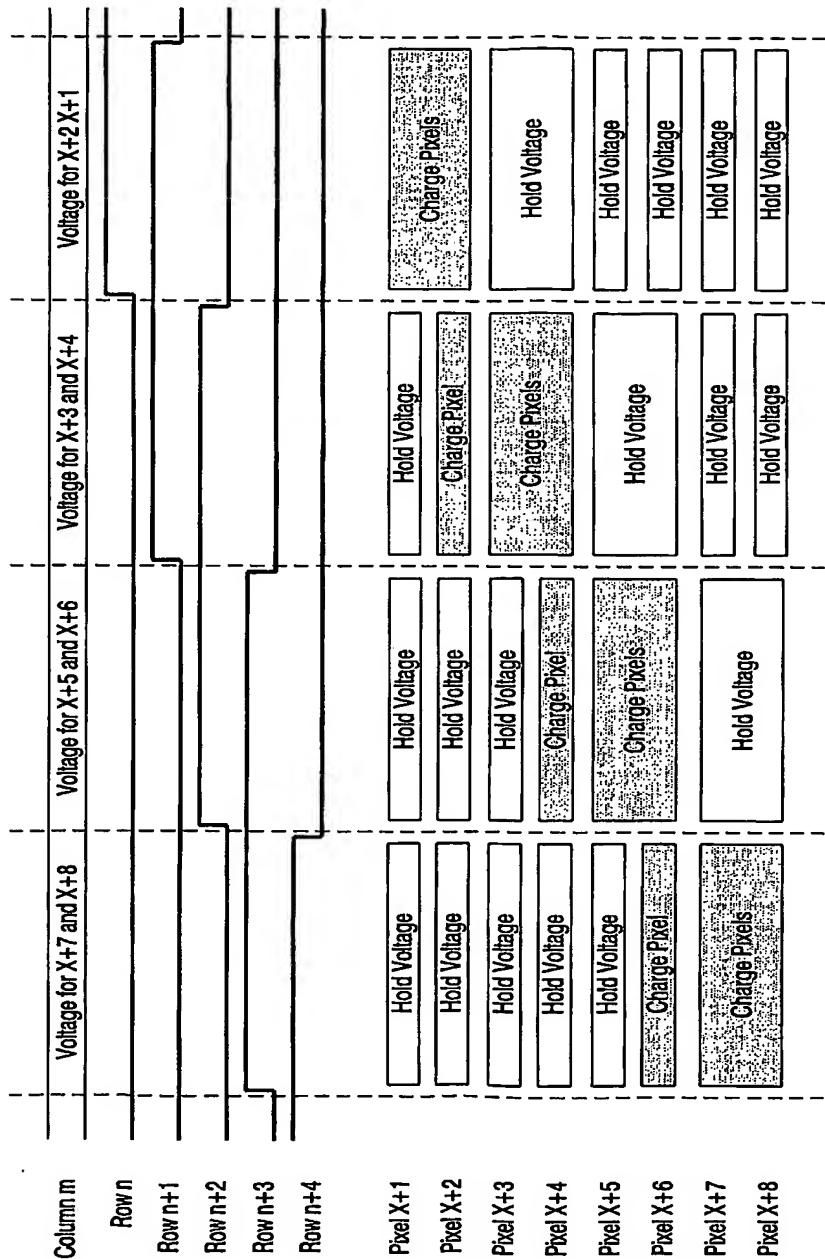 Column m Voltage for X+7 and X+8 Voltage for X+5 and X+6 Voltage for X+3 and X+4 Voltage for X+2 X+1
Row n
Row n+1
Row n+2
Row n+3
Row n+4
Pixel X+1 Hold Voltage Hold Voltage Hold Voltage Charge Pixels
Pixel X+2 Hold Voltage Hold Voltage Charge Pixel
Pixel X+3 Hold Voltage Hold Voltage Charge Pixels Hold Voltage
Pixel X+4 Hold Voltage Charge Pixel
Pixel X+5 Hold Voltage Charge Pixels Hold Voltage Hold Voltage
Pixel X+6 Charge Pixel Hold Voltage
Pixel X+7 Charge Pixels Hold Voltage Hold Voltage Hold Voltage
Pixel X+8 Hold Voltage Hold Voltage